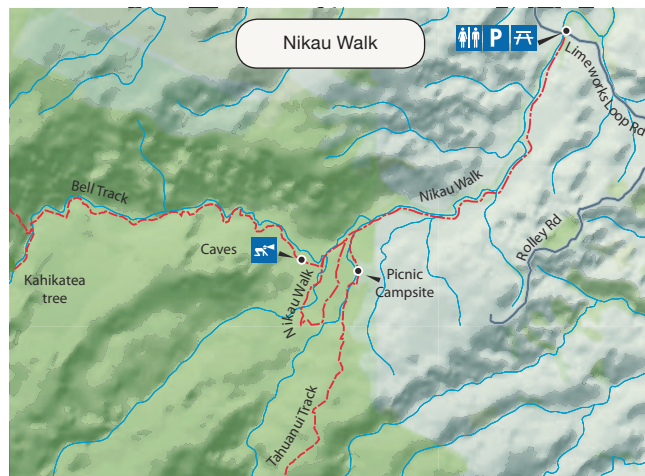 Nikau Walk
P
Limeworks Loop Rd
Nikau Walk
Bell Track
Rolley Rd
Caves
Kahikatea
tree
Nikau Walk
Picnic
Campsite
Tahuanui Track